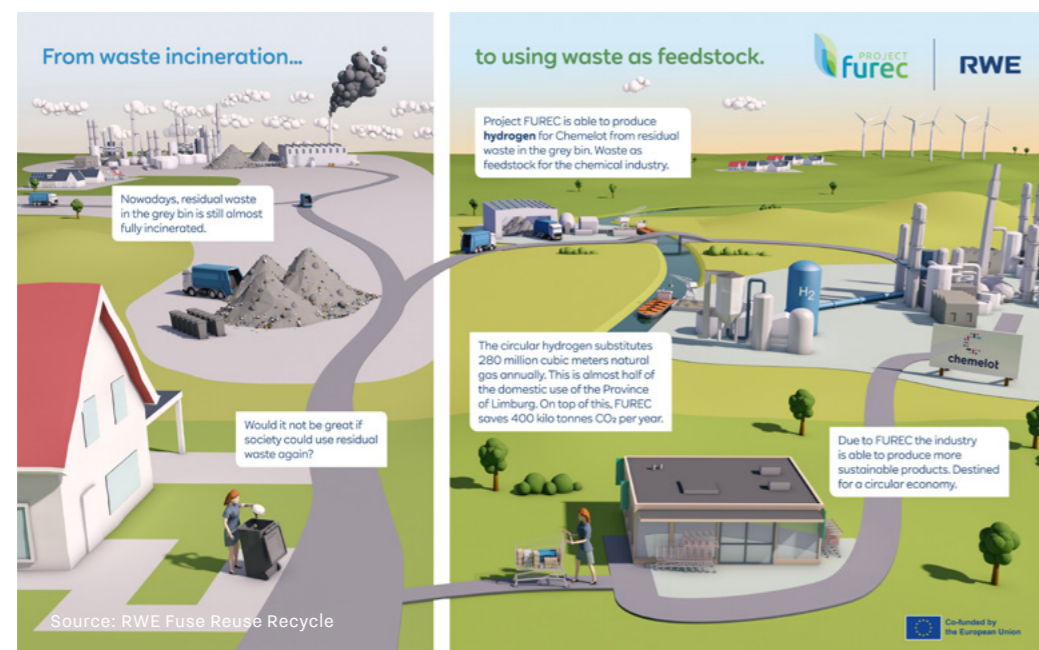 From waste incineration...
to using waste as feedstock.
PROJECT
furec
RWE
Project FUREC is able to produce
hydrogen for Chemelot from residual
waste in the grey bin. Waste as
feedstock for the chemical industry.
Nowadays, residual waste
in the grey bin is still almost
fully incinerated.
H2
chemelot
The circular hydrogen substitutes
280 million cubic meters natural
gas annually. This is almost half of
the domestic use of the Province
of Limburg. On top of this, FUREC
saves 400 kilo tonnes CO₂ per year.
Would it not be great if
society could use residual
waste again?
Due to FUREC the industry
is able to produce more
sustainable products. Destined
for a circular economy.
Source: RWE Fuse Reuse Recycle
Co-funded by
the European Union